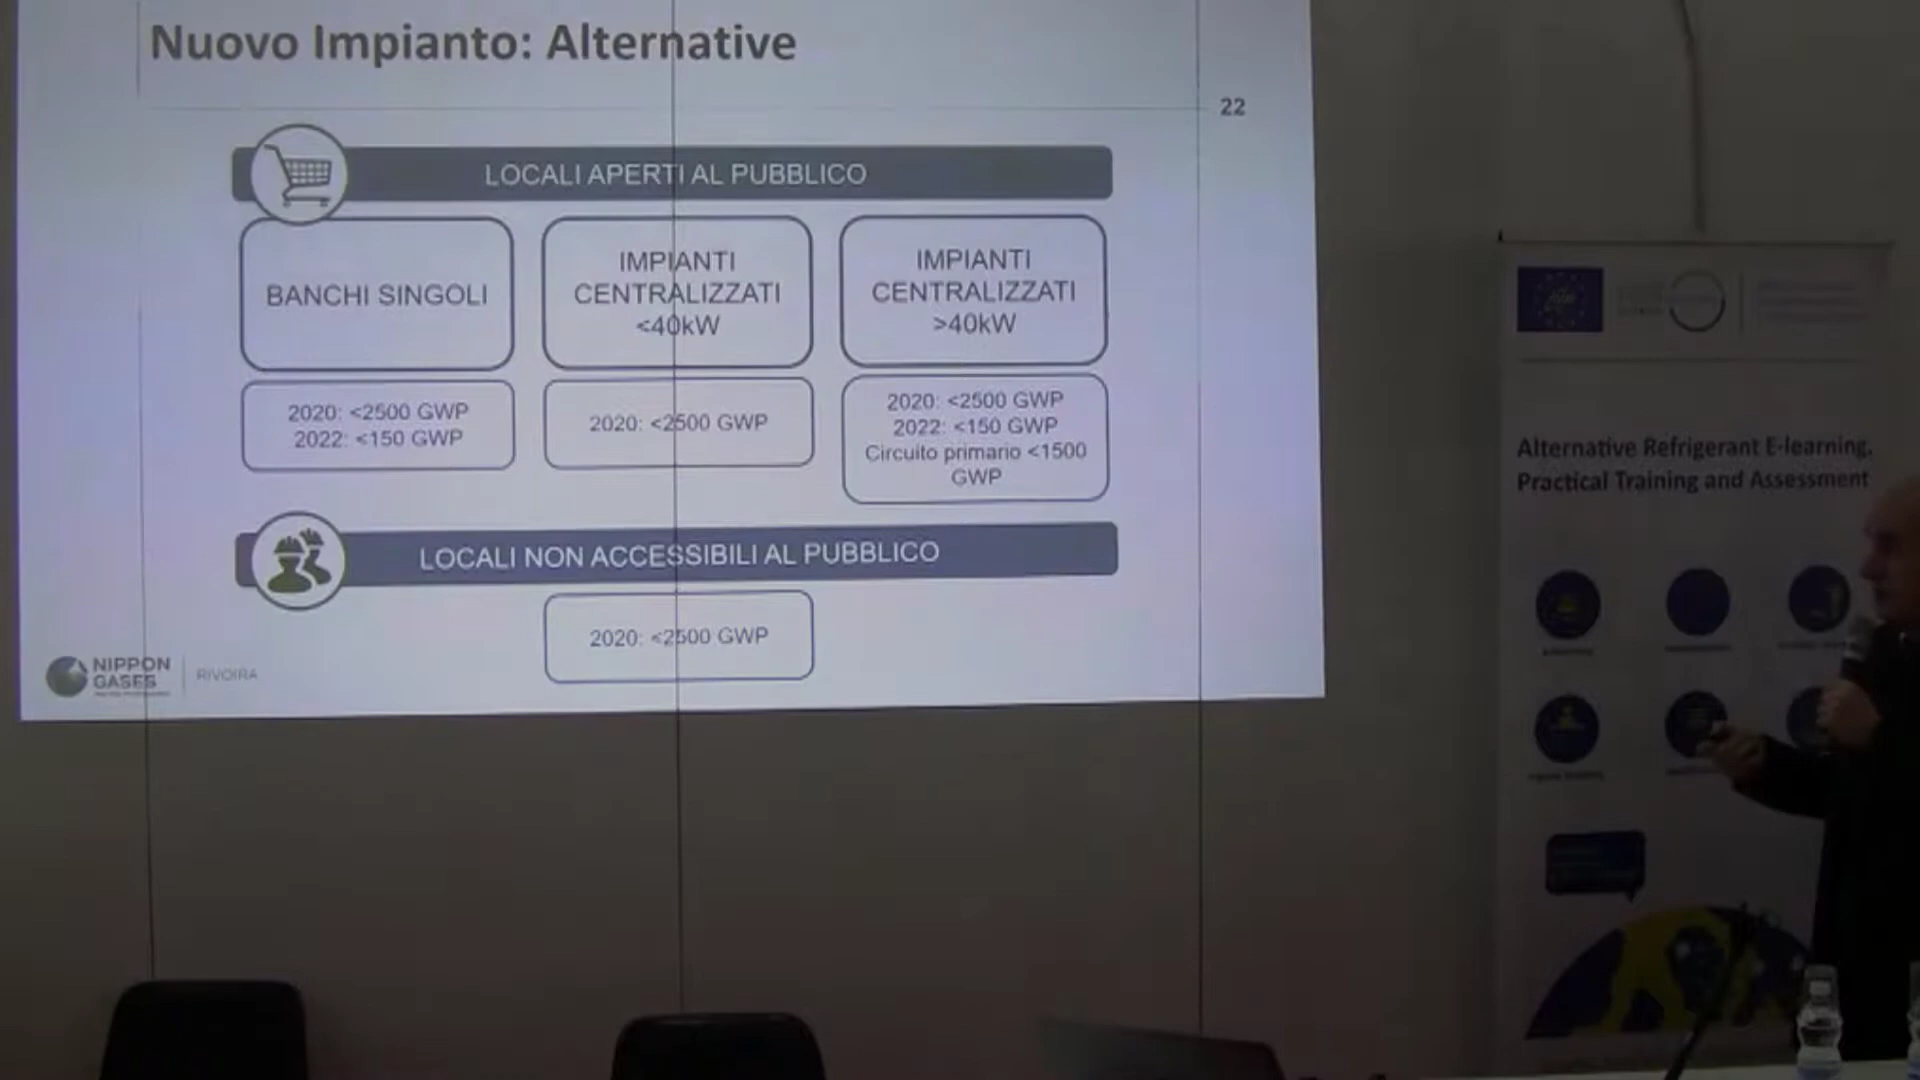 Nuovo Impianto: Alternative
22
LOCALI APERTI AL PUBBLICO
BANCHI SINGOLI
IMPIANTI
CENTRALIZZATI
<40kW
IMPIANTI
CENTRALIZZATI
>40kW
2020: <2500 GWP
2022: <150 GWP
2020: <2500 GWP
2020: <2500 GWP
2022: <150 GWP
Circuito primario <1500
GWP
LOCALI NON ACCESSIBILI AL PUBBLICO
2020: <2500 GWP
NIPPON
GASES
RIVOIRA
Alternative Refrigerant E-learning,
Practical Training and Assessment